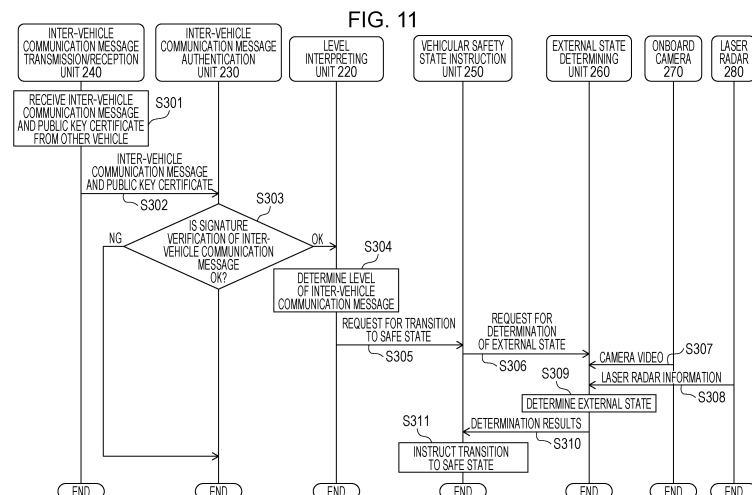 FIG. 11
INTER-VEHICLE
COMMUNICATION MESSAGE
TRANSMISSION/RECEPTION
UNIT 240
INTER-VEHICLE
COMMUNICATION MESSAGE
AUTHENTICATION
UNIT 230
LEVEL
INTERPRETING
UNIT 220
VEHICULAR SAFETY
STATE INSTRUCTION
UNIT 250
EXTERNAL STATE
DETERMINING
UNIT 260
ONBOARD
CAMERA
270
LASER
RADAR
280
RECEIVE INTER-VEHICLE
COMMUNICATION MESSAGE
AND PUBLIC KEY CERTIFICATE
FROM OTHER VEHICLE
S301
INTER-VEHICLE
COMMUNICATION MESSAGE
AND PUBLIC KEY CERTIFICATE
S302
S303
IS SIGNATURE
VERIFICATION OF INTER-
VEHICLE COMMUNICATION
MESSAGE
OK?
NG
OK
S304
DETERMINE LEVEL
OF INTER-VEHICLE
COMMUNICATION MESSAGE
REQUEST FOR TRANSITION
TO SAFE STATE
S305
REQUEST FOR
DETERMINATION
OF EXTERNAL STATE
S306
CAMERA VIDEO
S307
LASER RADAR INFORMATION
S308
S309
DETERMINE EXTERNAL STATE
DETERMINATION RESULTS
S310
S311
INSTRUCT TRANSITION
TO SAFE STATE
END
END
END
END
END
END
END